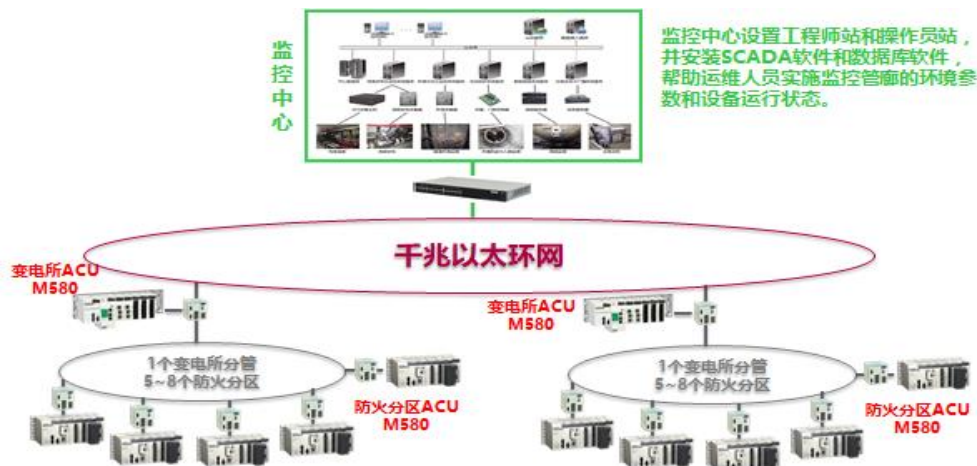 监控中心
监控中心设置工程师站和操作员站，
并安装SCADA软件和数据库软件，
帮助运维人员实施监控管廊的环境参
数和设备运行状态。
千兆以太环网
变电所ACU
M580
变电所ACU
M580
1个变电所分管
5~8个防火分区
防火分区ACU
M580
1个变电所分管
5~8个防火分区
防火分区ACU
M580